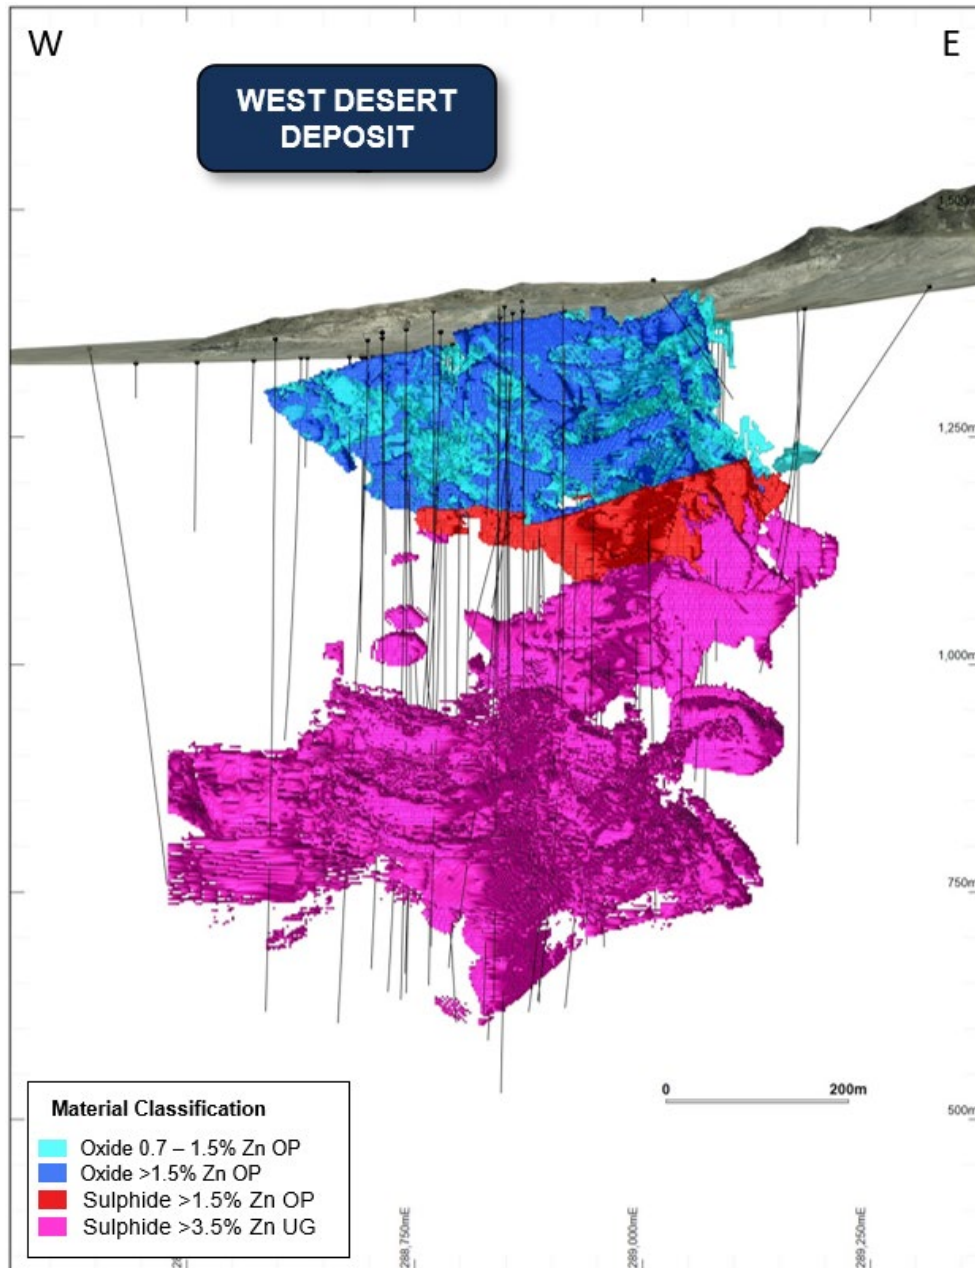 W
E
WEST DESERT
DEPOSIT
1,500m
1,250m
1,000m
750m
500m
0
200m
Material Classification
Oxide 0.7 – 1.5% Zn OP
Oxide >1.5% Zn OP
Sulphide >1.5% Zn OP
Sulphide >3.5% Zn UG
288,750mE
289,000mE
289,250mE